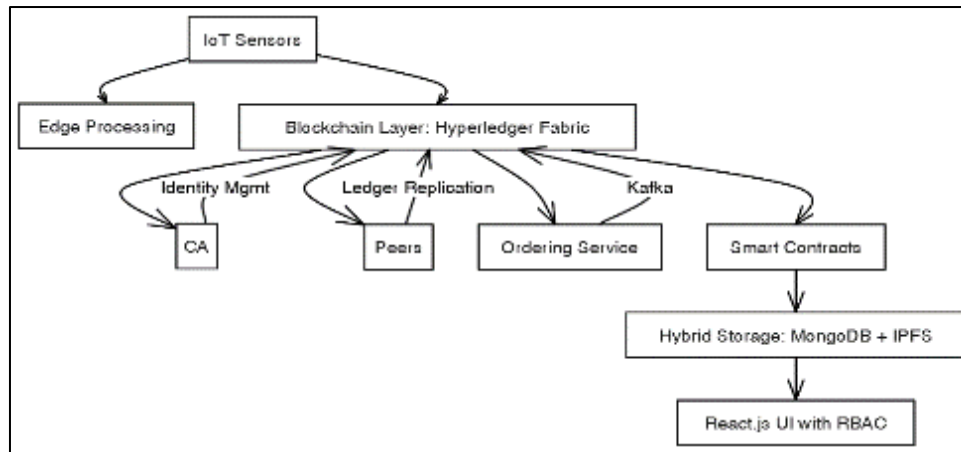 IoT Sensors
Edge Processing
Blockchain Layer: Hyperledger Fabric
Identity Mgmt
Ledger Replication
Kafka
CA
Peers
Ordering Service
Smart Contracts
Hybrid Storage: MongoDB + IPFS
React.js UI with RBAC